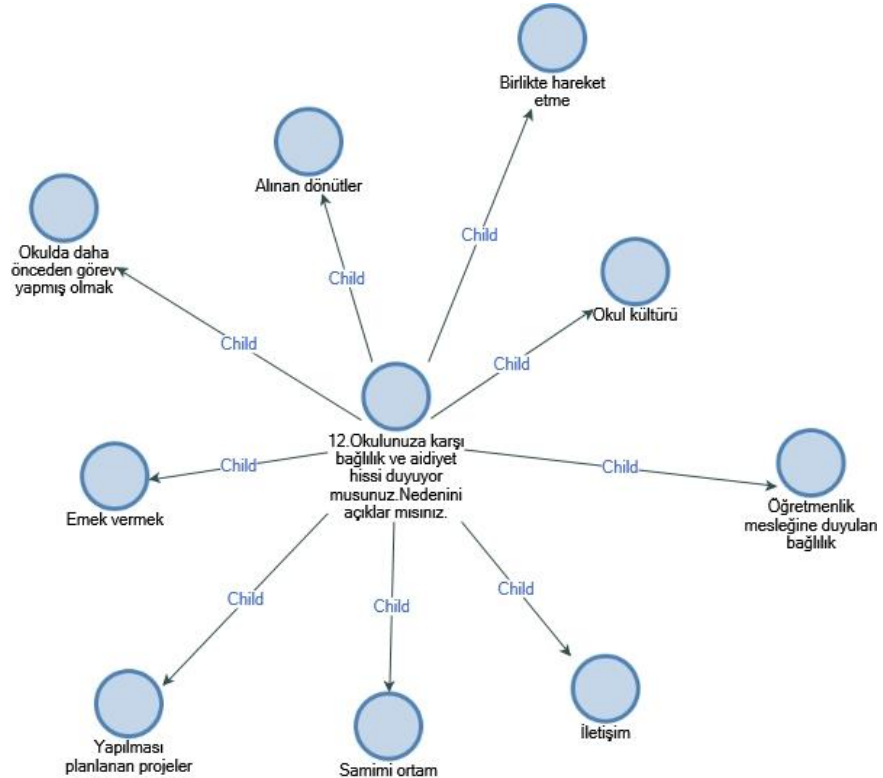 Birlikte hareket
etme
Alınan dönütler
Child
Okulda daha
önceden görev
yapmış olmak
Child
Child
Okul kültürü
Child
Child
12.Okulunuza karşı
bağlılık ve aidiyet
hissi duyuyor
musunuz.Nedenini
açıklar mısınız.
Child
Emek vermek
Child
Öğretmenlik
mesleğine duyulan
bağlılık
Child
Child
Child
Yapılması
planlanan projeler
Samimi ortam
İletişim